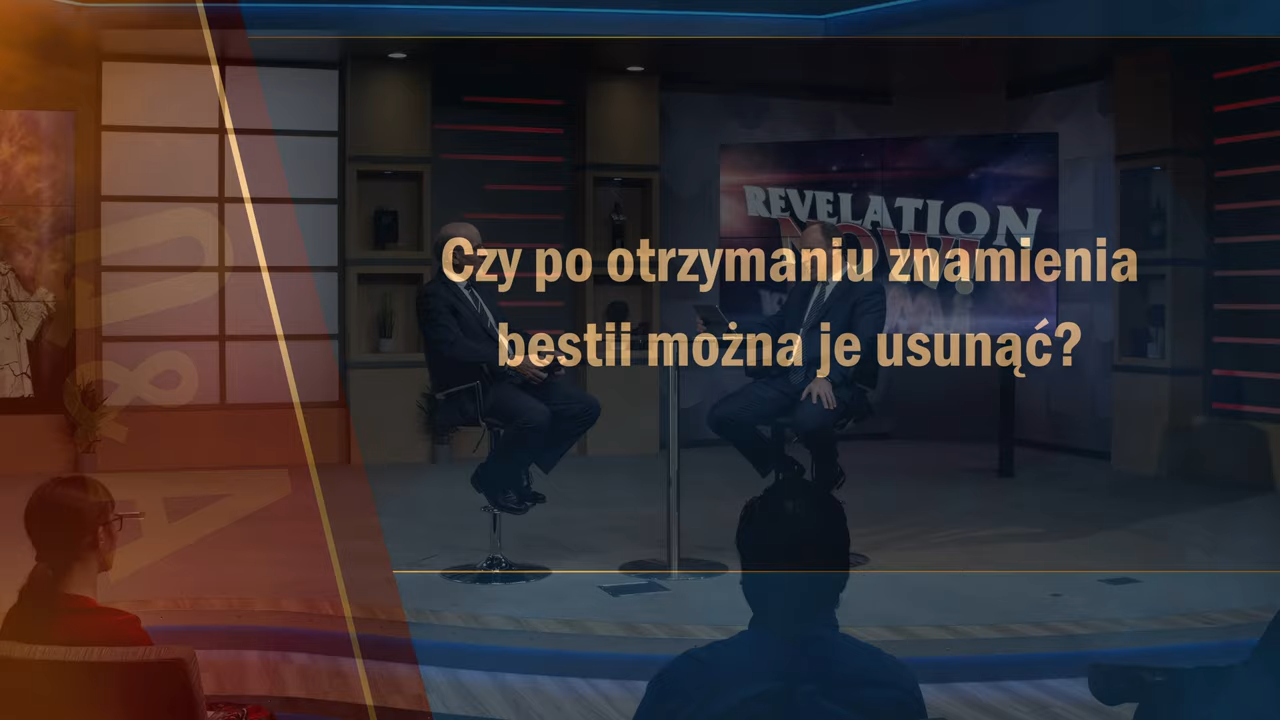 REVELATION
NOW!
Czy po otrzymaniu znamienia
bestii można je usunąć?
Q&A